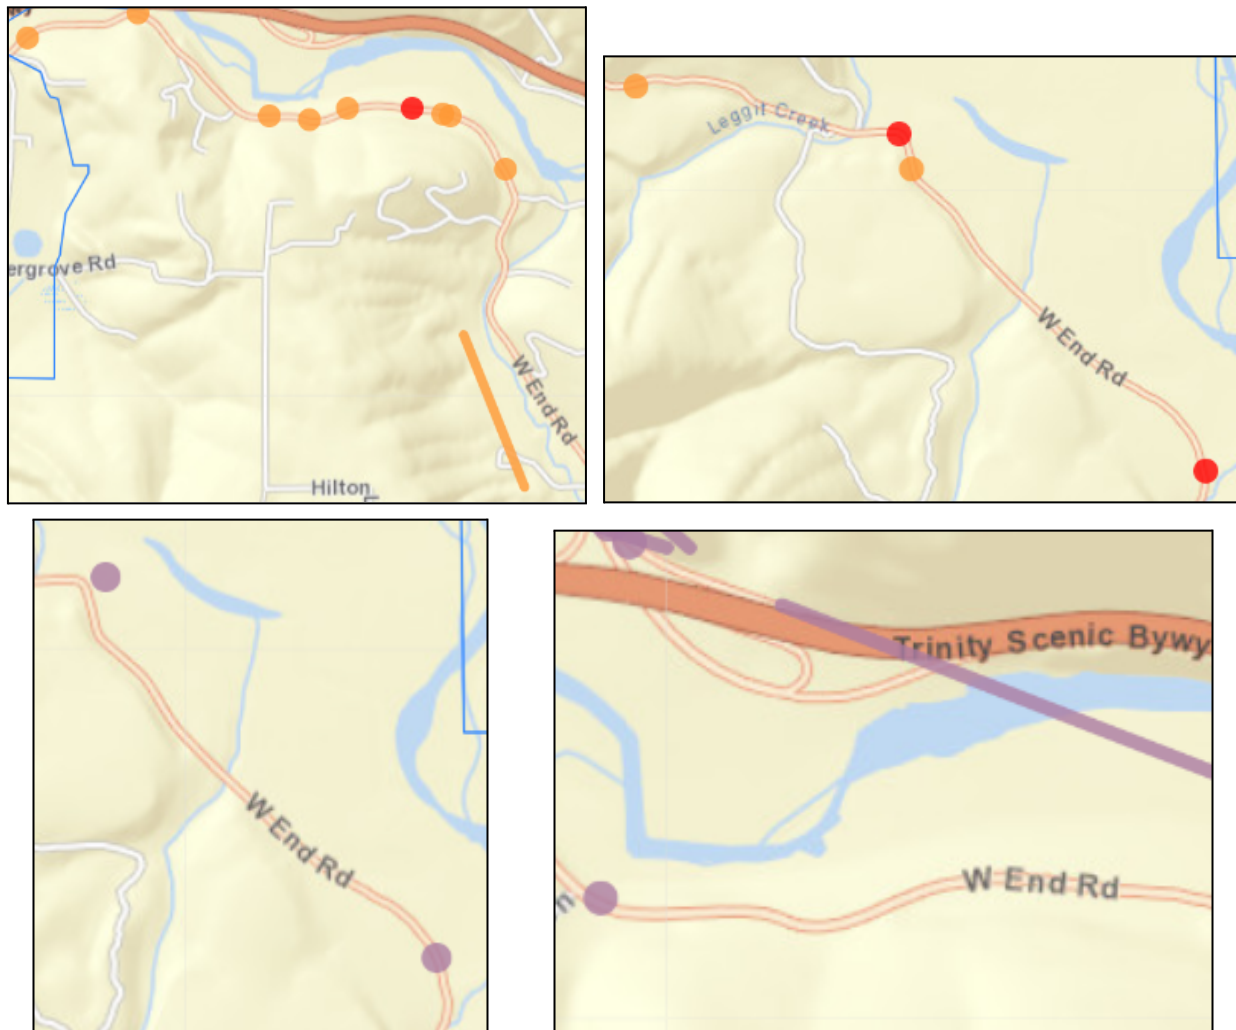 Leggit Creek
ergrove Rd
W End Rd
W End Rd
Hilton
Trinity Scenic Bywy
W End Rd
W End Rd
n